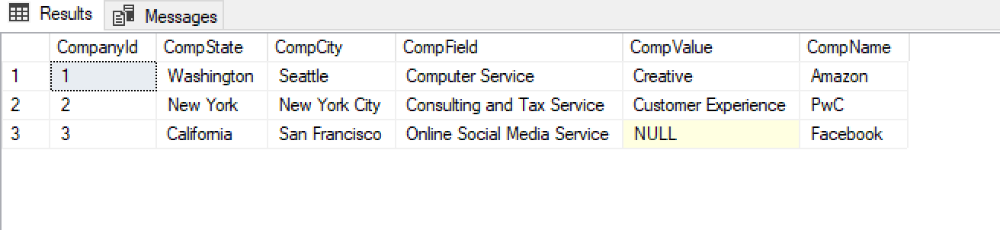 Results Messages
CompanyId CompState CompCity CompField CompValue CompName
1 1 Washington Seattle Computer Service Creative Amazon
2 2 New York New York City Consulting and Tax Service Customer Experience PwC
3 3 California San Francisco Online Social Media Service NULL Facebook